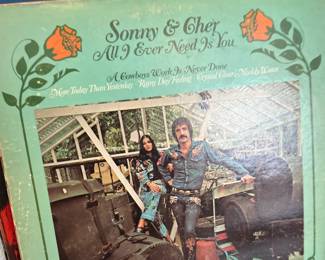 Sonny & Cher
All I Ever Need Is You
A Cowboys Work Is Never Done
More Today Than Yesterday Rainy Day Feeling Crystal Clear/Muddy Waters